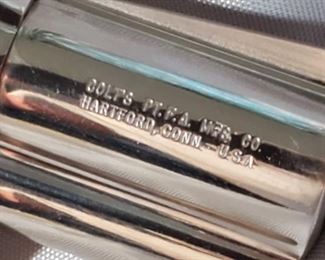 COLT'S PT. F. A. MFG. CO.
HARTFORD, CONN. U.S.A.